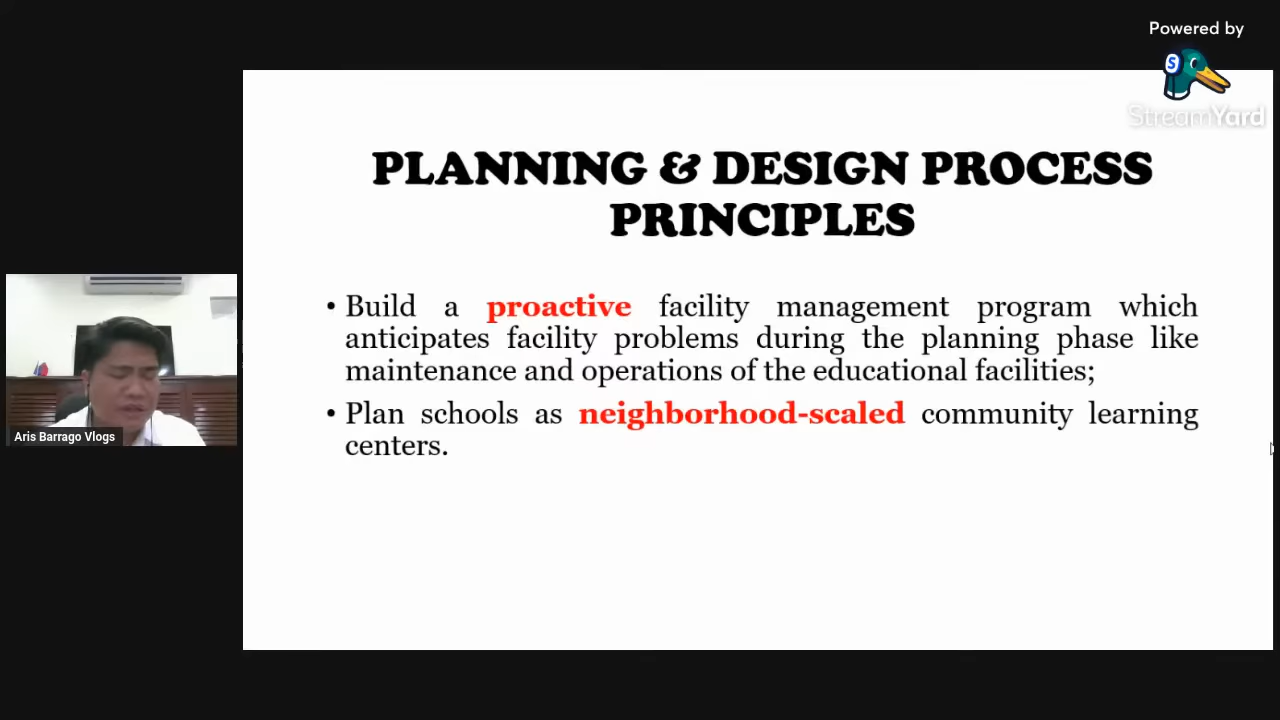 Powered by
StreamYard
PLANNING & DESIGN PROCESS
PRINCIPLES
• Build a proactive facility management program which
anticipates facility problems during the planning phase like
maintenance and operations of the educational facilities;
• Plan schools as neighborhood-scaled community learning
centers.
Aris Barrago Vlogs